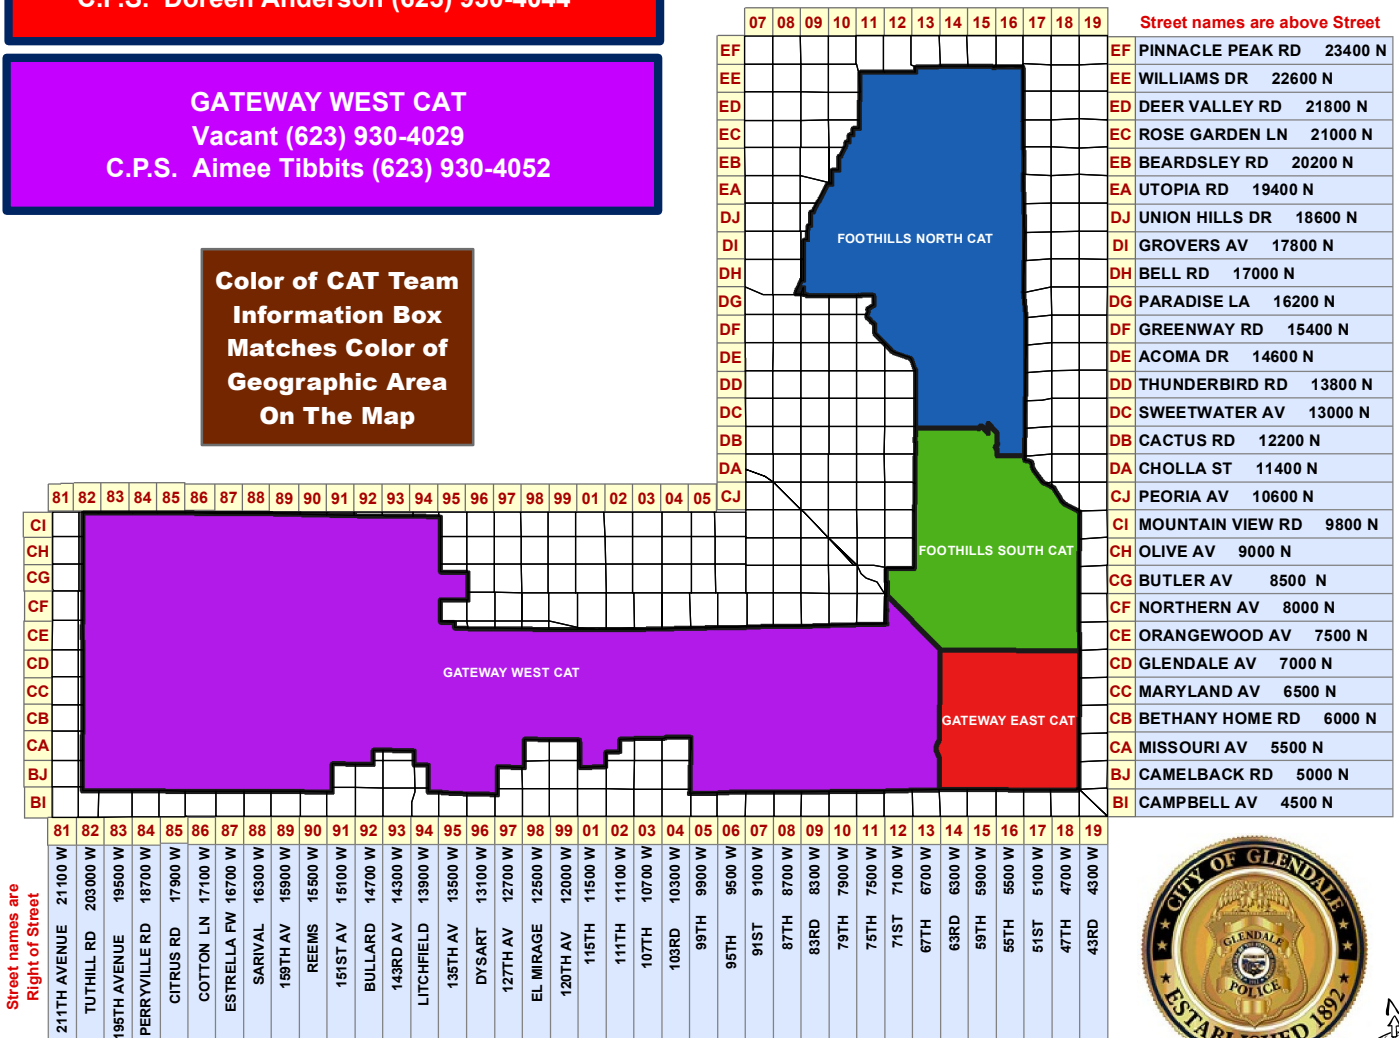 C.P.S. Doreen Anderson (623) 930-4044
GATEWAY WEST CAT
Vacant (623) 930-4029
C.P.S. Aimee Tibbits (623) 930-4052
Color of CAT Team
Information Box
Matches Color of
Geographic Area
On The Map
07 08 09 10 11 12 13 14 15 16 17 18 19
Street names are above Street
EF EF PINNACLE PEAK RD 23400 N
EE EE WILLIAMS DR 22600 N
ED ED DEER VALLEY RD 21800 N
EC EC ROSE GARDEN LN 21000 N
EB EB BEARDSLEY RD 20200 N
EA EA UTOPIA RD 19400 N
DJ DJ UNION HILLS DR 18600 N
FOOTHILLS NORTH CAT
DI DI GROVERS AV 17800 N
DH DH BELL RD 17000 N
DG DG PARADISE LA 16200 N
DF DF GREENWAY RD 15400 N
DE DE ACOMA DR 14600 N
DD DD THUNDERBIRD RD 13800 N
DC DC SWEETWATER AV 13000 N
DB DB CACTUS RD 12200 N
DA DA CHOLLA ST 11400 N
81 82 83 84 85 86 87 88 89 90 91 92 93 94 95 96 97 98 99 01 02 03 04 05 CJ CJ PEORIA AV 10600 N
CI CI MOUNTAIN VIEW RD 9800 N
CH FOOTHILLS SOUTH CAT CH OLIVE AV 9000 N
CG CG BUTLER AV 8500 N
CF CF NORTHERN AV 8000 N
CE CE ORANGEWOOD AV 7500 N
CD CD GLENDALE AV 7000 N
GATEWAY WEST CAT
CC CC MARYLAND AV 6500 N
CB GATEWAY EAST CAT CB BETHANY HOME RD 6000 N
CA CA MISSOURI AV 5500 N
BJ BJ CAMELBACK RD 5000 N
BI BI CAMPBELL AV 4500 N
81 82 83 84 85 86 87 88 89 90 91 92 93 94 95 96 97 98 99 01 02 03 04 05 06 07 08 09 10 11 12 13 14 15 16 17 18 19
Street names are
Right of Street
211TH AVENUE 21100 W
TUTHILL RD 203000 W
195TH AVENUE 19500 W
PERRYVILLE RD 18700 W
CITRUS RD 17900 W
COTTON LN 17100 W
ESTRELLA FW 16700 W
SARIVAL 16300 W
159TH AV 15900 W
REEMS 15500 W
151ST AV 15100 W
BULLARD 14700 W
143RD AV 14300 W
LITCHFIELD 13900 W
135TH AV 13500 W
DYSART 13100 W
127TH AV 12700 W
EL MIRAGE 12500 W
120TH AV 12000 W
115TH 11500 W
111TH 11100 W
107TH 10700 W
103RD 10300 W
99TH 9900 W
95TH 9500 W
91ST 9100 W
87TH 8700 W
83RD 8300 W
79TH 7900 W
75TH 7500 W
71ST 7100 W
67TH 6700 W
63RD 6300 W
59TH 5900 W
55TH 5500 W
51ST 5100 W
47TH 4700 W
43RD 4300 W
CITY OF GLENDALE
GLENDALE
POLICE
ESTABLISHED 1892